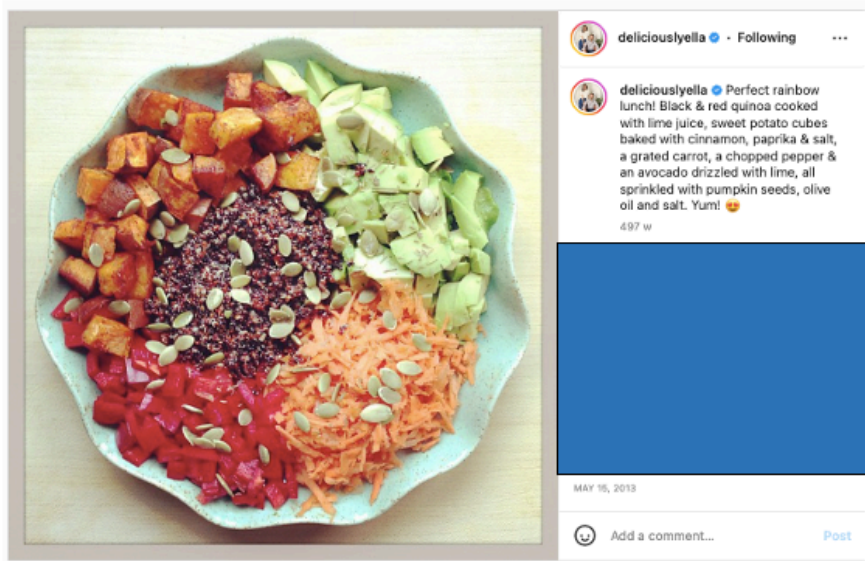 deliciouslyella • Following
deliciouslyella Perfect rainbow
lunch! Black & red quinoa cooked
with lime juice, sweet potato cubes
baked with cinnamon, paprika & salt,
a grated carrot, a chopped pepper &
an avocado drizzled with lime, all
sprinkled with pumpkin seeds, olive
oil and salt. Yum! 😍
497 w
MAY 15, 2013
Add a comment... Post